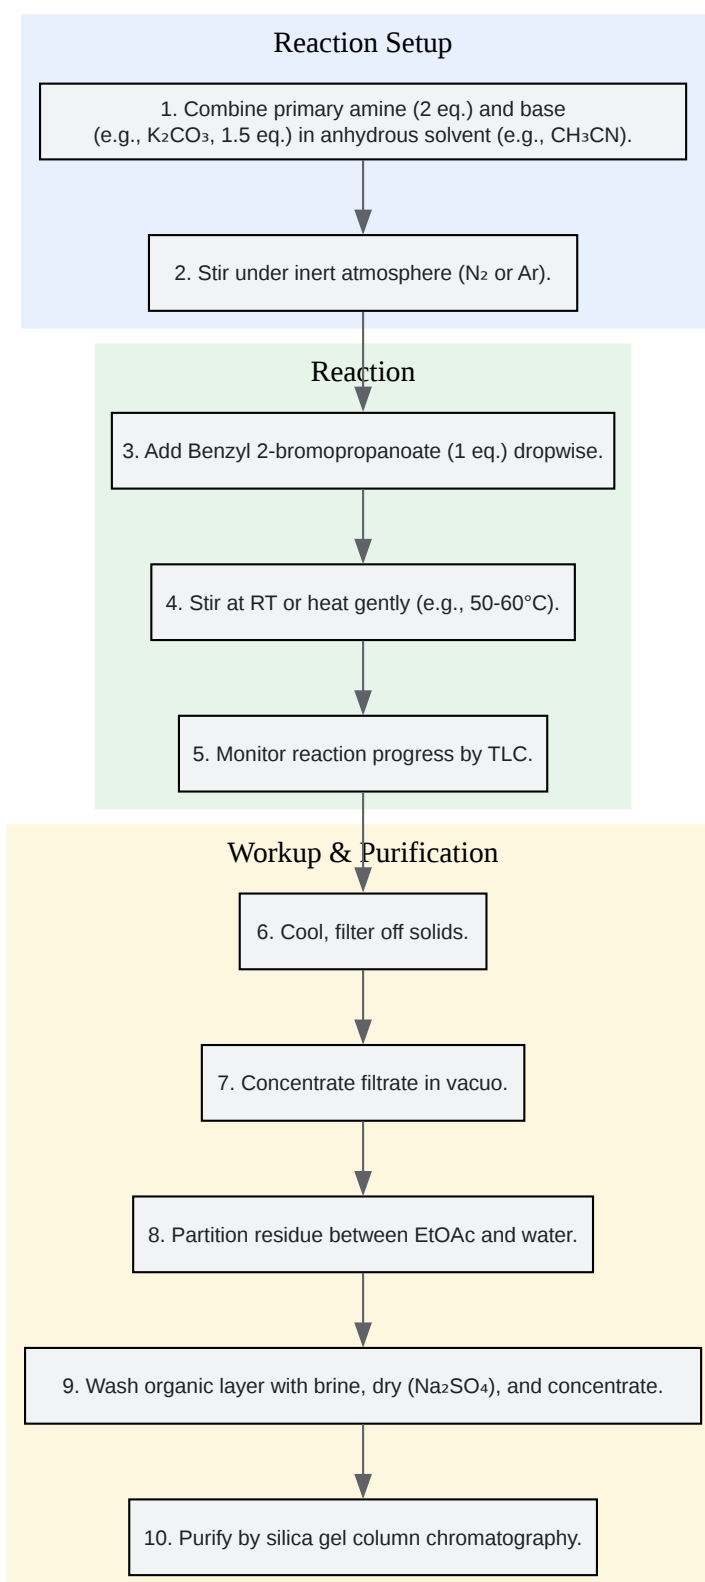 Reaction Setup
1. Combine primary amine (2 eq.) and base
(e.g., K₂CO₃, 1.5 eq.) in anhydrous solvent (e.g., CH₃CN).
2. Stir under inert atmosphere (N₂ or Ar).
Reaction
3. Add Benzyl 2-bromopropanoate (1 eq.) dropwise.
4. Stir at RT or heat gently (e.g., 50-60°C).
5. Monitor reaction progress by TLC.
Workup & Purification
6. Cool, filter off solids.
7. Concentrate filtrate in vacuo.
8. Partition residue between EtOAc and water.
9. Wash organic layer with brine, dry (Na₂SO₄), and concentrate.
10. Purify by silica gel column chromatography.